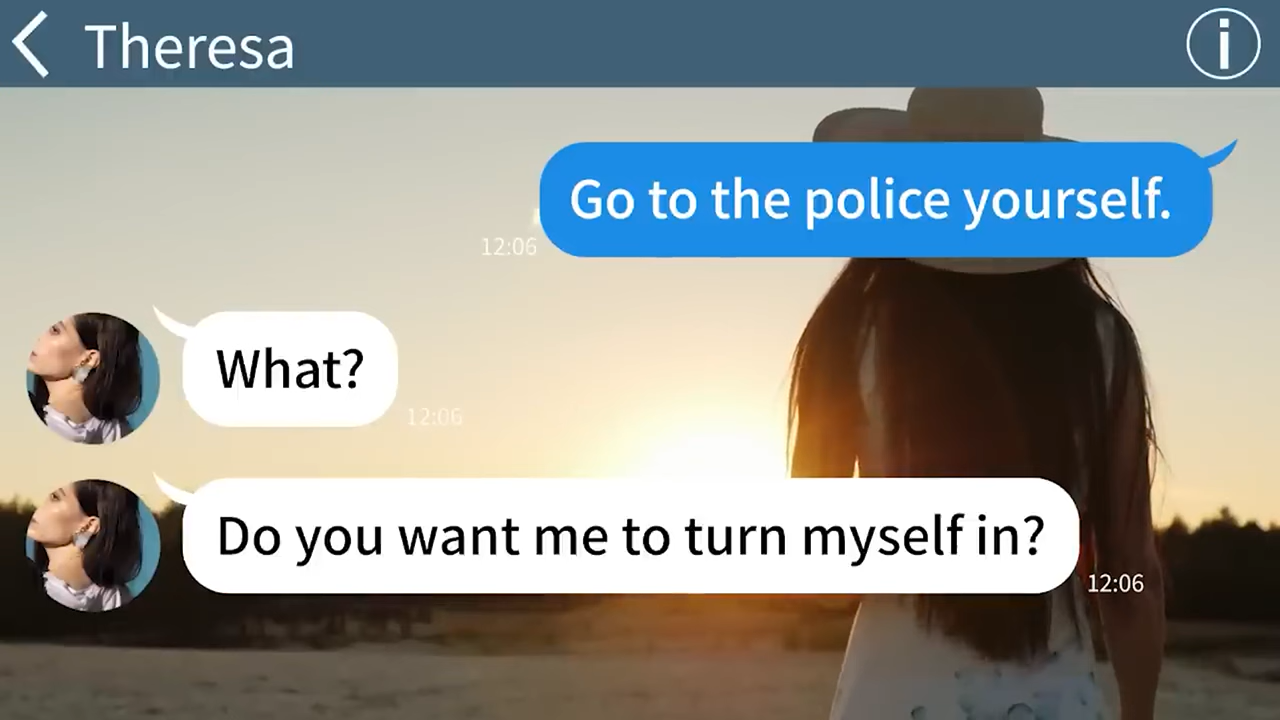 Theresa
Go to the police yourself.
12:06
What?
12:06
Do you want me to turn myself in?
12:06